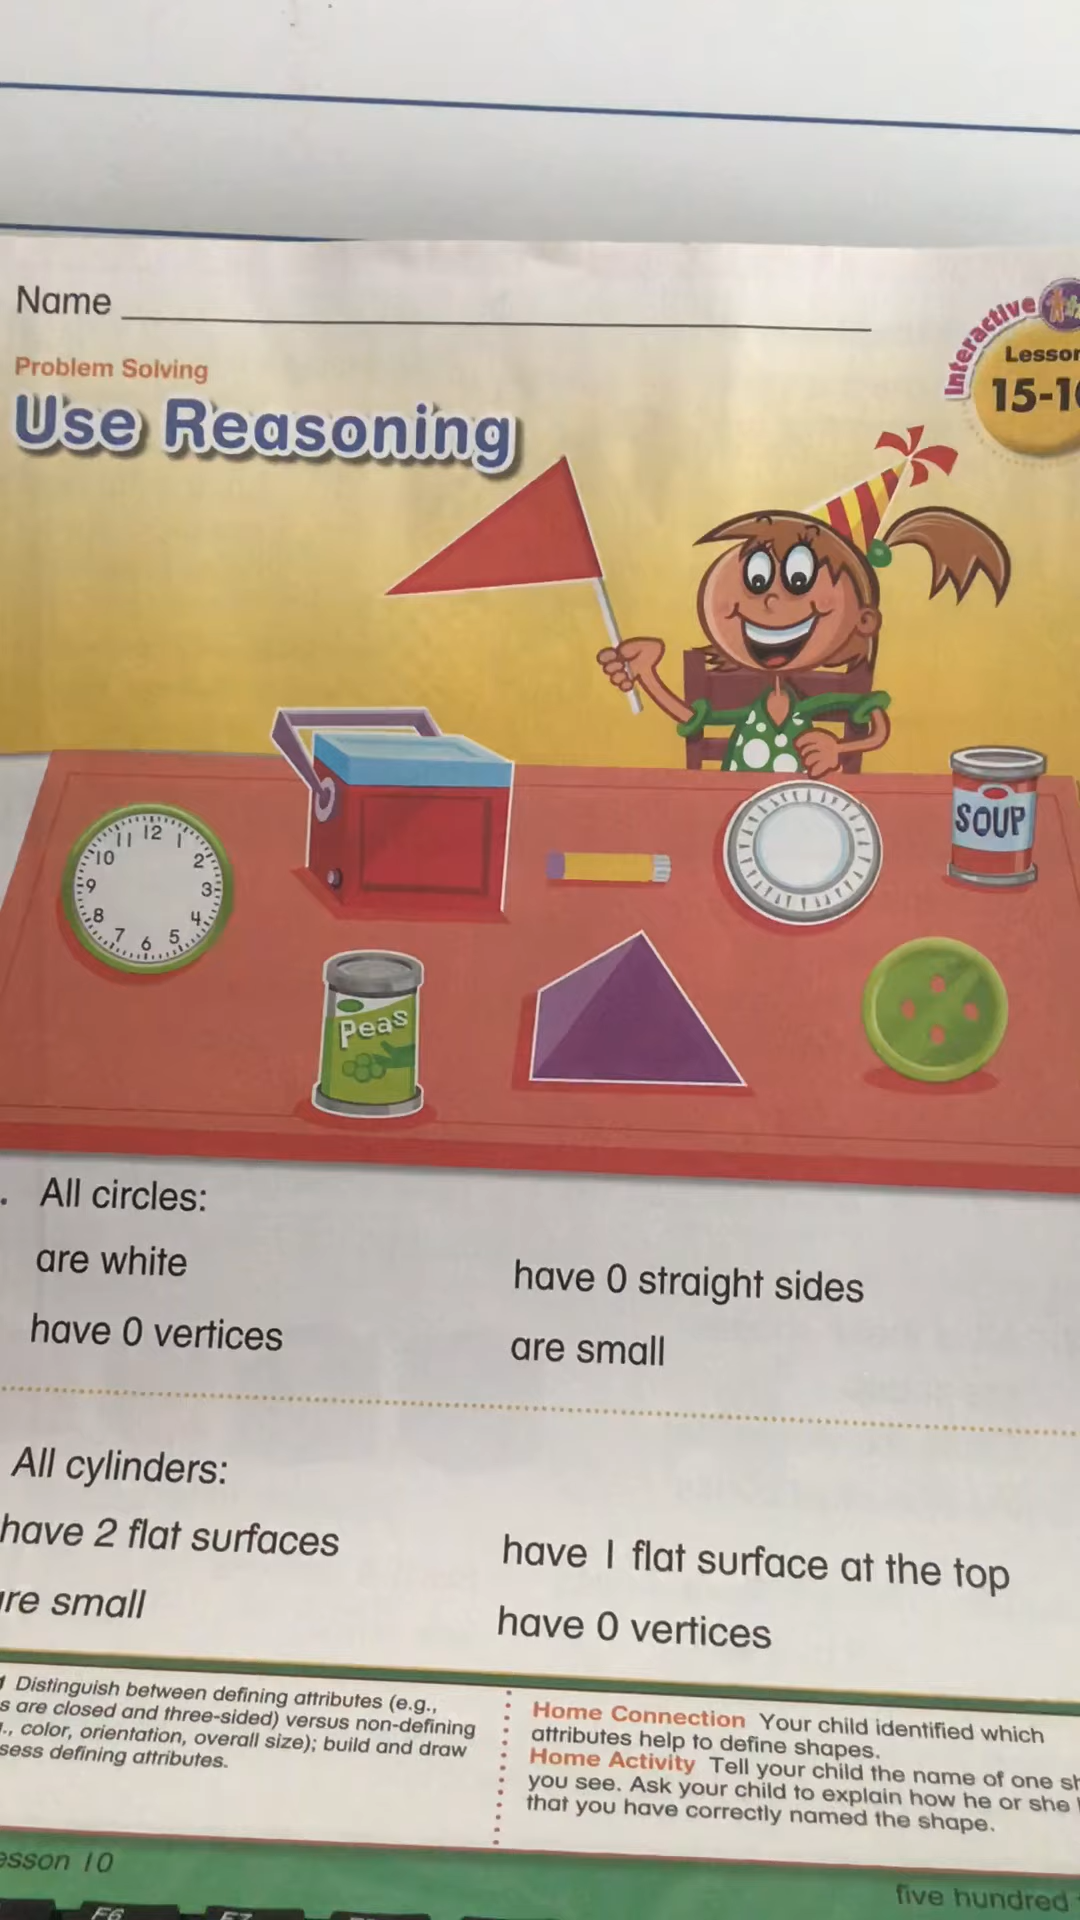 Name
Interactive
Problem Solving
Use Reasoning
15-1
12
11
1
10
2
9
3
8
4
7
6
5
SOUP
Peas
All circles:
are white
have 0 straight sides
have 0 vertices
are small
All cylinders:
have 2 flat surfaces
have 1 flat surface at the top
small
have 0 vertices
Distinguish between defining attributes (e.g.,
are closed and three-sided) versus non-defining
color, orientation, overall size); build and draw
defining attributes.
Home Connection Your child identified which
attributes help to define shapes.
Home Activity Tell your child the name of one
you see. Ask your child to explain how he or she
that you have correctly named the shape.
10
five hundred
F6
F7